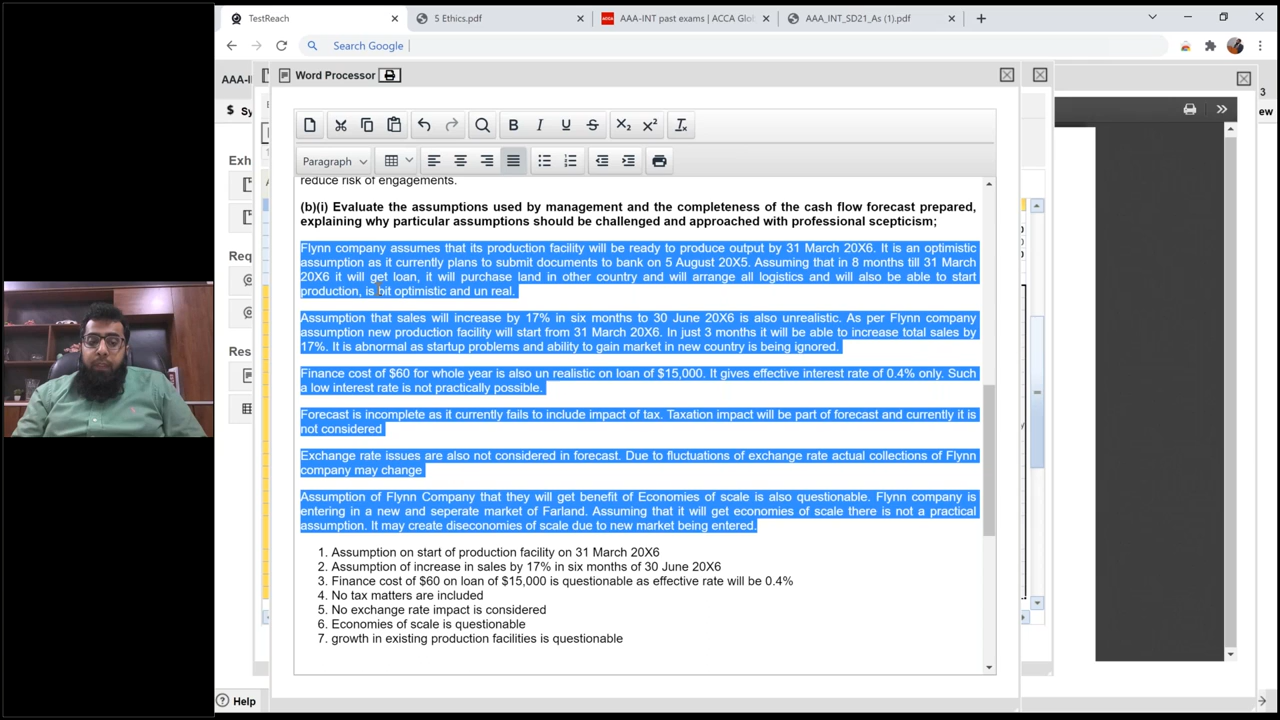 TestReach
5 Ethics.pdf
AAA-INT past exams | ACCA Glo
AAA_INT_SD21_As (1).pdf
Search Google
AAA-I
Word Processor
3
$ Sy
ew
Paragraph
Exh
reduce risk of engagements.
(b)(i) Evaluate the assumptions used by management and the completeness of the cash flow forecast prepared,
explaining why particular assumptions should be challenged and approached with professional scepticism;
Flynn company assumes that its production facility will be ready to produce output by 31 March 20X6. It is an optimistic
assumption as it currently plans to submit documents to bank on 5 August 20X5. Assuming that in 8 months till 31 March
20X6 it will get loan, it will purchase land in other country and will arrange all logistics and will also be able to start
production, is bit optimistic and un real.
Req
Assumption that sales will increase by 17% in six months to 30 June 20X6 is also unrealistic. As per Flynn company
assumption new production facility will start from 31 March 20X6. In just 3 months it will be able to increase total sales by
17%. It is abnormal as startup problems and ability to gain market in new country is being ignored.
Res
Finance cost of $60 for whole year is also un realistic on loan of $15,000. It gives effective interest rate of 0.4% only. Such
a low interest rate is not practically possible.
Forecast is incomplete as it currently fails to include impact of tax. Taxation impact will be part of forecast and currently it is
not considered
Exchange rate issues are also not considered in forecast. Due to fluctuations of exchange rate actual collections of Flynn
company may change
Assumption of Flynn Company that they will get benefit of Economies of scale is also questionable. Flynn company is
entering in a new and seperate market of Farland. Assuming that it will get economies of scale there is not a practical
assumption. It may create diseconomies of scale due to new market being entered.
1. Assumption on start of production facility on 31 March 20X6
2. Assumption of increase in sales by 17% in six months of 30 June 20X6
3. Finance cost of $60 on loan of $15,000 is questionable as effective rate will be 0.4%
4. No tax matters are included
5. No exchange rate impact is considered
6. Economies of scale is questionable
7. growth in existing production facilities is questionable
Help